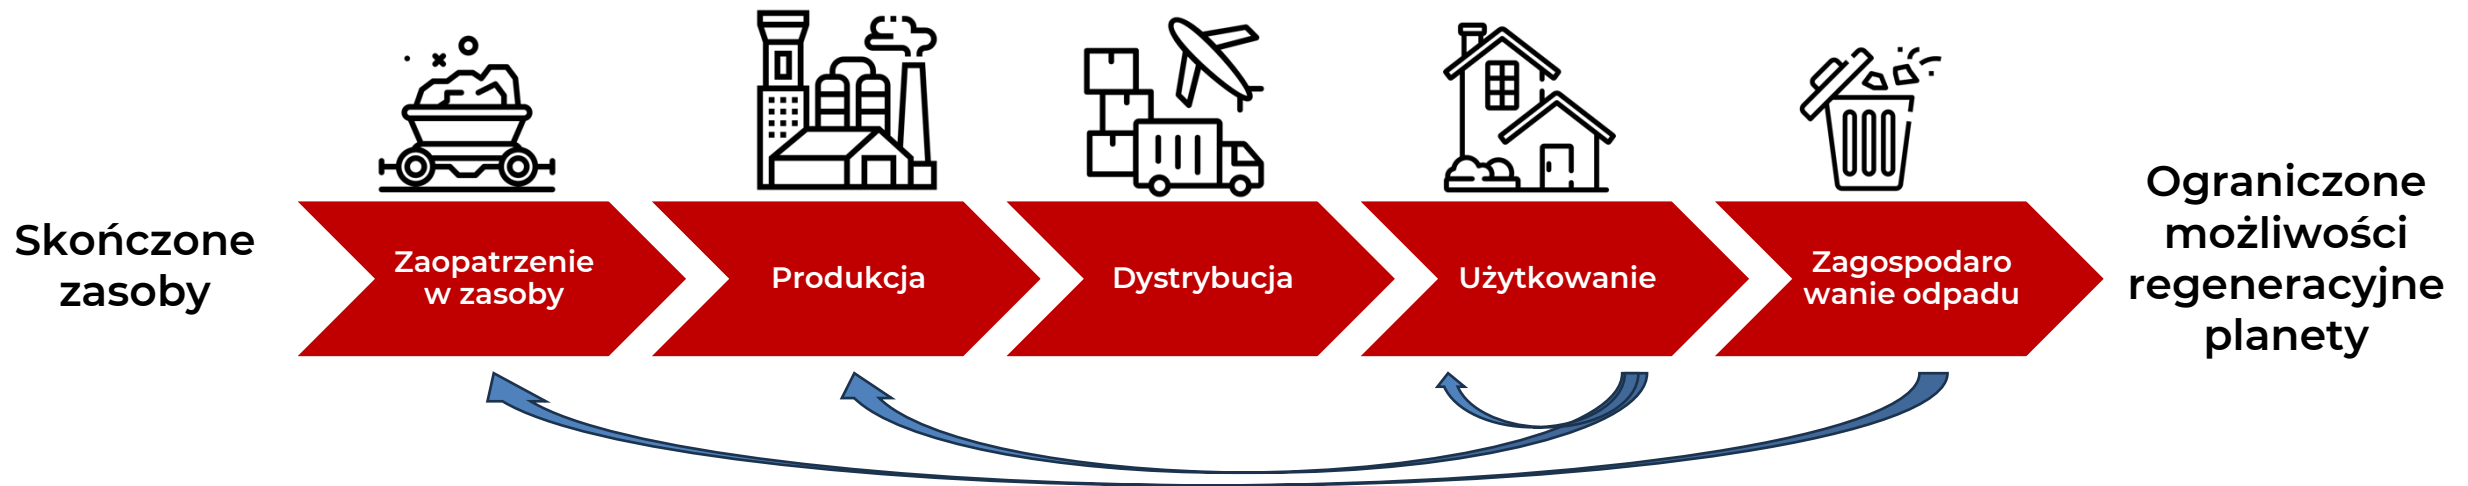 Skończone
zasoby
Zaopatrzenie
w zasoby
Produkcja
Dystrybucja
Użytkowanie
Zagospodaro
wanie odpadu
Ograniczone
możliwości
regeneracyjne
planety